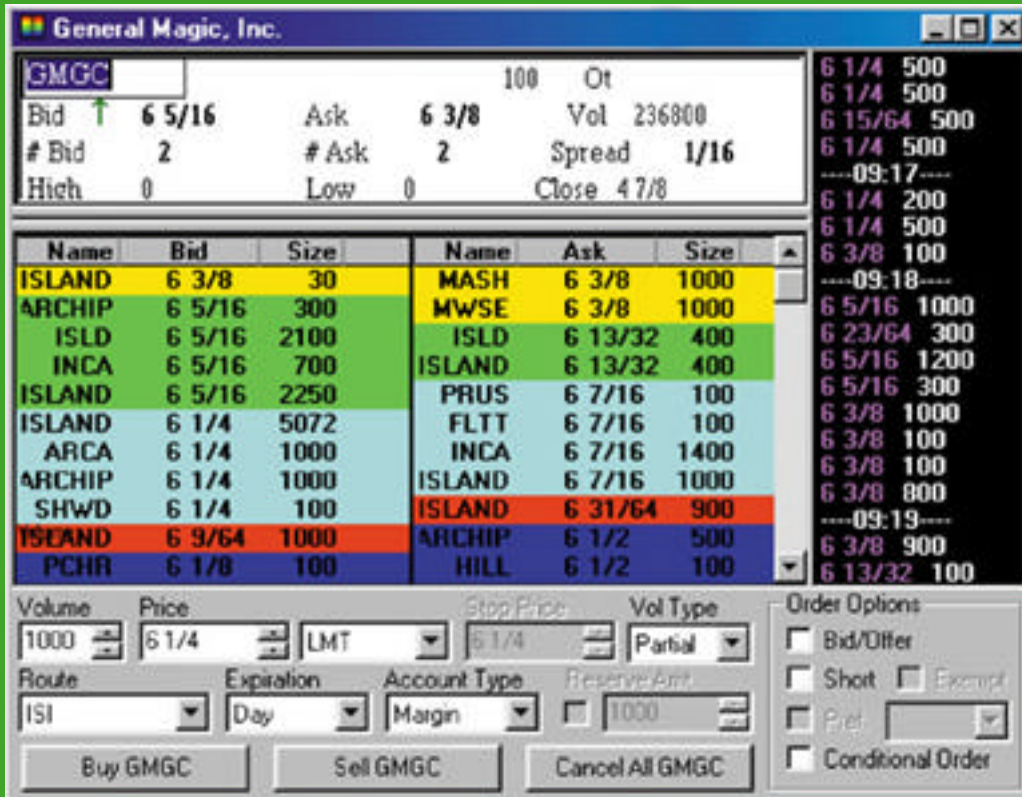 General Magic, Inc.
GMGC 100 Ot
Bid ↑ 6 5/16 Ask 6 3/8 Vol 236800
# Bid 2 # Ask 2 Spread 1/16
High 0 Low 0 Close 4 7/8
Name Bid Size Name Ask Size
ISLAND 6 3/8 30 MASH 6 3/8 1000
ARCHIP 6 5/16 300 MWSE 6 3/8 1000
ISLD 6 5/16 2100 ISLD 6 13/32 400
INCA 6 5/16 700 ISLAND 6 13/32 400
ISLAND 6 5/16 2250 PRUS 6 7/16 100
ISLAND 6 1/4 5072 FLTT 6 7/16 100
ARCA 6 1/4 1000 INCA 6 7/16 1400
ARCHIP 6 1/4 1000 ISLAND 6 7/16 1000
SHWD 6 1/4 100 ISLAND 6 31/64 900
ISLAND 6 9/64 1000 ARCHIP 6 1/2 500
PCHR 6 1/8 100 HILL 6 1/2 100
6 1/4 500
6 1/4 500
6 15/64 500
6 1/4 500
----09:17----
6 1/4 200
6 1/4 500
6 3/8 100
----09:18----
6 5/16 1000
6 23/64 300
6 5/16 1200
6 5/16 300
6 3/8 1000
6 3/8 100
6 3/8 100
6 3/8 800
----09:19----
6 3/8 900
6 13/32 100
Volume Price Stop Price Vol Type
1000 6 1/4 LMT 6 1/4 Partial
Route Expiration Account Type Reserve Amt
ISI Day Margin 1000
Buy GMGC Sell GMGC Cancel All GMGC
Order Options
Bid/Offer
Short Exempt
Pref
Conditional Order